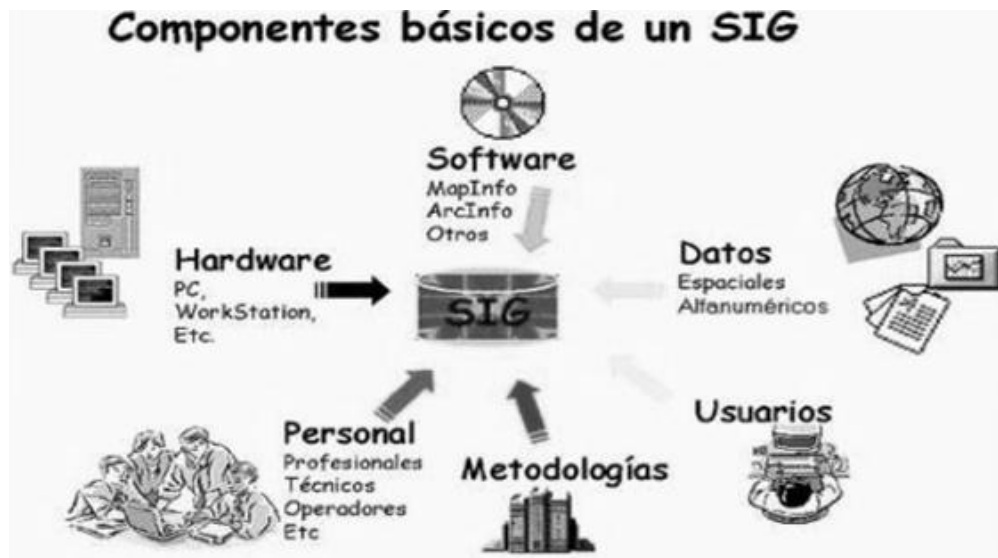 Componentes básicos de un SIG
Software
MapInfo
ArcInfo
Otros
Hardware
PC,
WorkStation,
Etc.
SIG
Datos
Espaciales
Alfanuméricos
Personal
Profesionales
Técnicos
Operadores
Etc
Metodologías
Usuarios